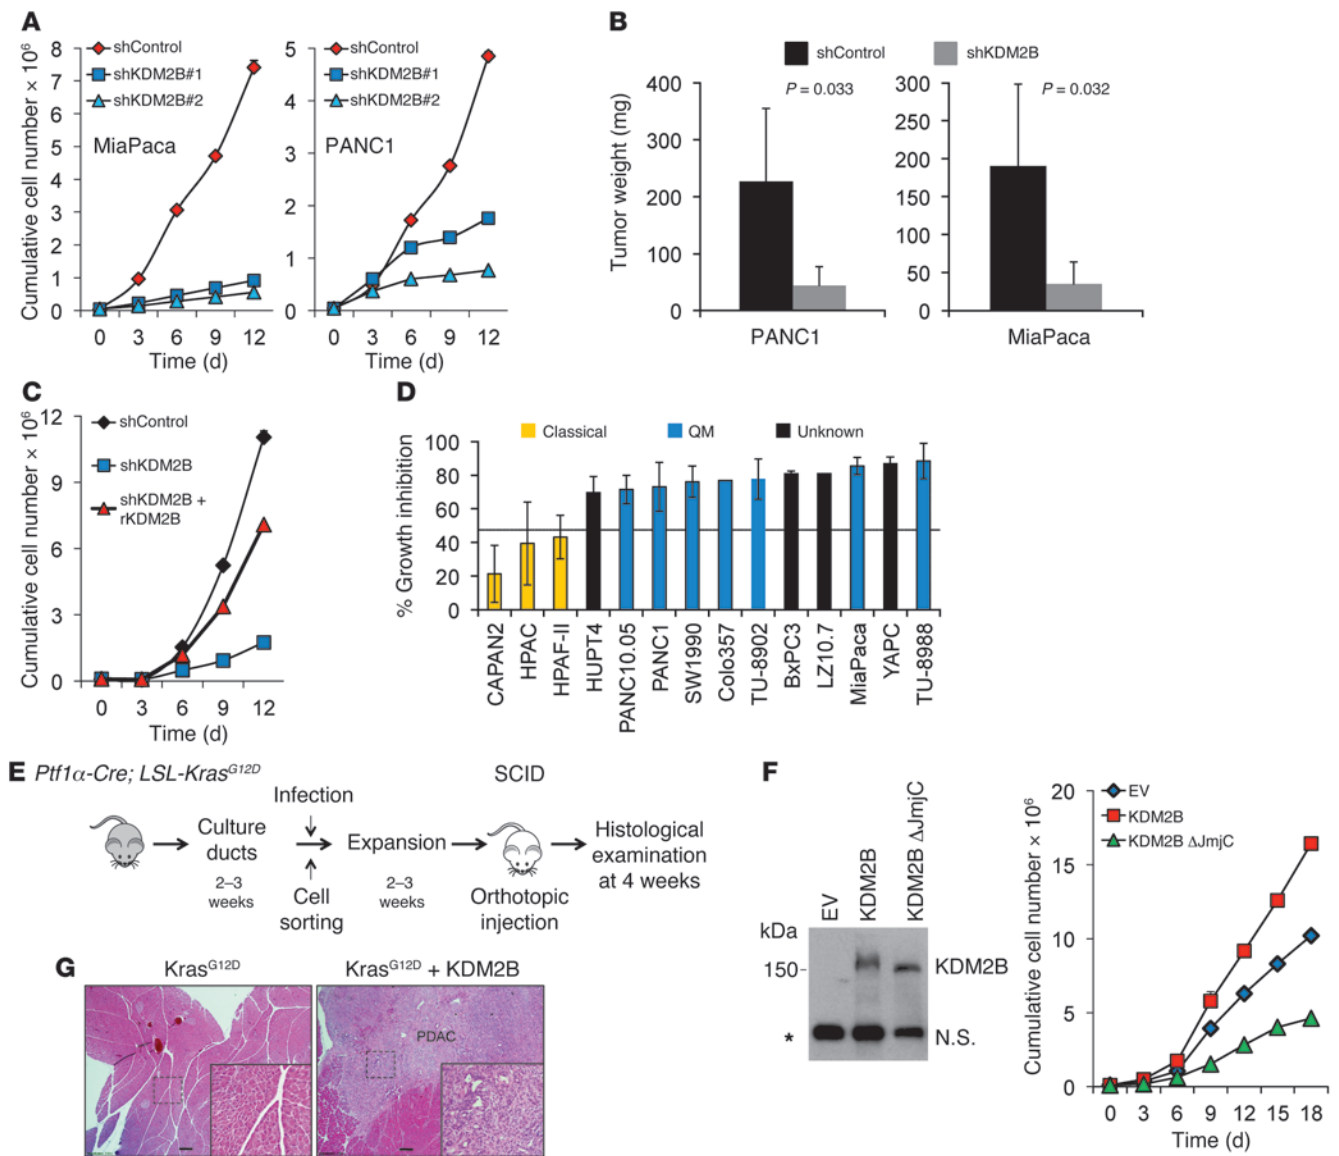 A
B
Cumulative cell number × 10⁶
8
7
6
5
4
3
2
1
0
shControl
shKDM2B#1
shKDM2B#2
MiaPaca
0 3 6 9 12
Time (d)
5
4
3
2
1
0
shControl
shKDM2B#1
shKDM2B#2
PANC1
0 3 6 9 12
Time (d)
shControl
shKDM2B
Tumor weight (mg)
400
300
200
100
0
P = 0.033
PANC1
300
250
200
150
100
50
0
P = 0.032
MiaPaca
C
Cumulative cell number × 10⁶
12
9
6
3
0
shControl
shKDM2B
shKDM2B +
rKDM2B
0 3 6 9 12
Time (d)
D
Classical
QM
Unknown
% Growth inhibition
100
80
60
40
20
0
CAPAN2
HPAC
HPAF-II
HUPT4
PANC10.05
PANC1
SW1990
Colo357
TU-8902
BxPC3
LZ10.7
MiaPaca
YAPC
TU-8988
E
Ptf1α-Cre; LSL-Krasᴳ¹²ᴰ
SCID
Infection
Culture
ducts
2–3
weeks
Cell
sorting
Expansion
2–3
weeks
Orthotopic
injection
Histological
examination
at 4 weeks
F
EV
KDM2B
KDM2B ΔJmjC
kDa
150-
KDM2B
*
N.S.
Cumulative cell number × 10⁶
20
15
10
5
0
EV
KDM2B
KDM2B ΔJmjC
0 3 6 9 12 15 18
Time (d)
G
Krasᴳ¹²ᴰ
Krasᴳ¹²ᴰ + KDM2B
PDAC